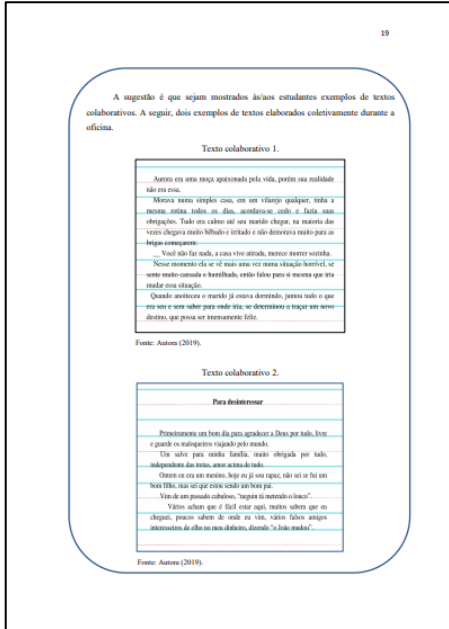 19
A sugestão é que sejam mostrados às/aos estudantes exemplos de textos
colaborativos. A seguir, dois exemplos de textos elaborados coletivamente durante a
oficina.
Texto colaborativo 1.
Aurora era uma moça apaixonada pela vida, porém sua realidade
não era essa.
Morava numa simples casa, em um vilarejo qualquer, tinha a
mesma rotina todos os dias, acordava-se cedo e fazia suas
obrigações. Tudo era calmo até seu marido chegar, na maioria das
vezes chegava muito bêbado e irritado e não demorava muito para as
brigas começarem:
__ Você não faz nada, a casa vive atirada, merece morrer sozinha.
Nesse momento ela se vê mais uma vez numa situação horrível, se
sente muito cansada e humilhada, então falou para si mesma que iria
mudar essa situação.
Quando anoiteceu o marido já estava dormindo, juntou tudo o que
era seu e sem saber para onde iria, se determinou a traçar um novo
destino, que possa ser imensamente feliz.
Fonte: Autora (2019).
Texto colaborativo 2.
Para desinteressar
Primeiramente um bom dia para agradecer a Deus por tudo, livre
e guarde os maloqueiros viajando pelo mundo.
Um salve para minha família, muito obrigada por tudo,
independente das tretas, amor acima de tudo.
Ontem eu era um menino, hoje eu já sou rapaz, não sei se fui um
bom filho, mas sei que estou sendo um bom pai.
Vim de um passado cabuloso, "neguin tá metendo o louco".
Vários acham que é fácil estar aqui, muitos sabem que eu
cheguei, poucos sabem de onde eu vim, vários falsos amigos
interesseiros de olho no meu dinheiro, dizendo "o João mudou".
Fonte: Autora (2019).